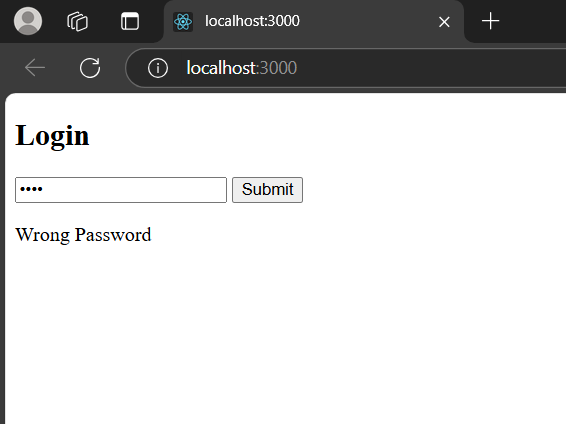 localhost:3000
localhost:3000
Login
•••• Submit
Wrong Password